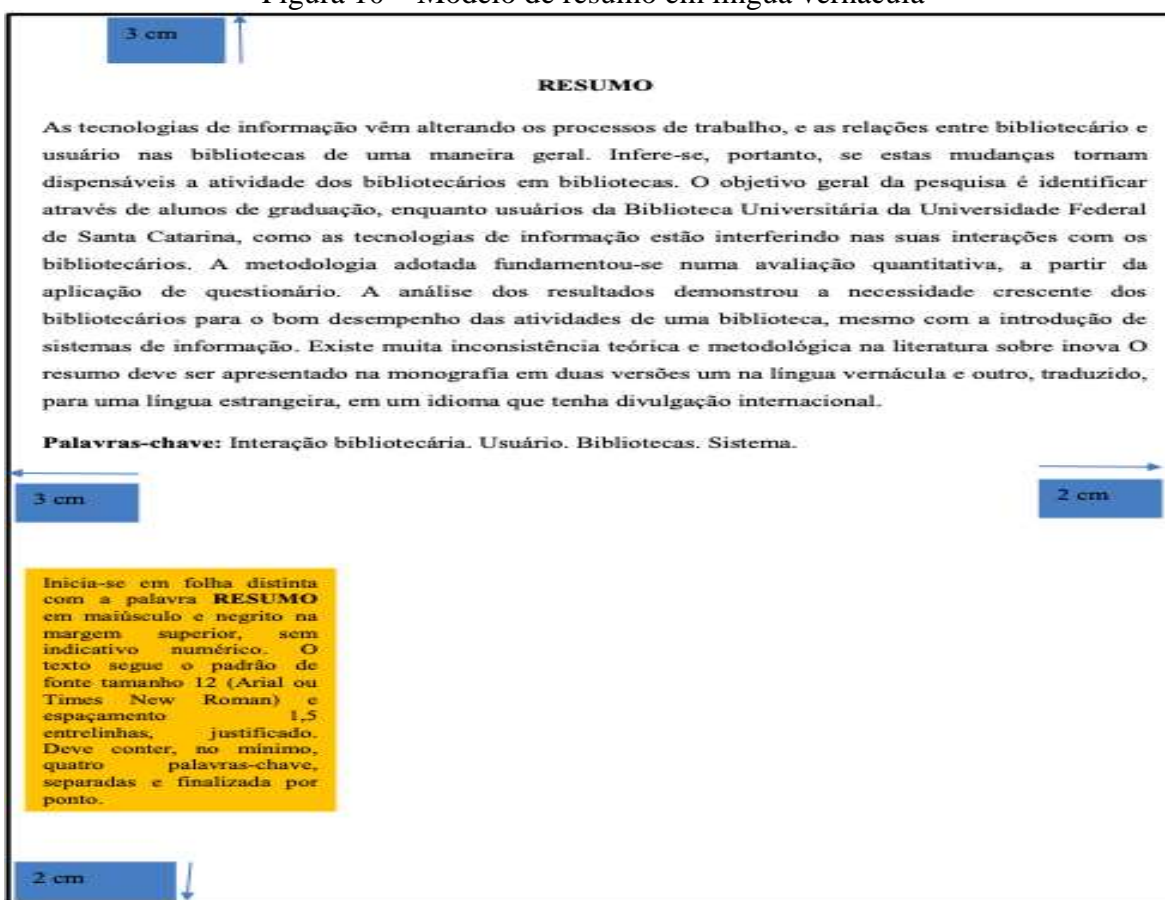 Figura 10 – Modelo de resumo em língua vernácula
3 cm
RESUMO
As tecnologias de informação vêm alterando os processos de trabalho, e as relações entre bibliotecário e
usuário nas bibliotecas de uma maneira geral. Infere-se, portanto, se estas mudanças tornam
dispensáveis a atividade dos bibliotecários em bibliotecas. O objetivo geral da pesquisa é identificar
através de alunos de graduação, enquanto usuários da Biblioteca Universitária da Universidade Federal
de Santa Catarina, como as tecnologias de informação estão interferindo nas suas interações com os
bibliotecários. A metodologia adotada fundamentou-se numa avaliação quantitativa, a partir da
aplicação de questionário. A análise dos resultados demonstrou a necessidade crescente dos
bibliotecários para o bom desempenho das atividades de uma biblioteca, mesmo com a introdução de
sistemas de informação. Existe muita inconsistência teórica e metodológica na literatura sobre inova O
resumo deve ser apresentado na monografia em duas versões um na língua vernácula e outro, traduzido,
para uma língua estrangeira, em um idioma que tenha divulgação internacional.
Palavras-chave: Interação bibliotecária. Usuário. Bibliotecas. Sistema.
3 cm
2 cm
Inicia-se em folha distinta
com a palavra RESUMO
em maiúsculo e negrito na
margem superior, sem
indicativo numérico. O
texto segue o padrão de
fonte tamanho 12 (Arial ou
Times New Roman) e
espaçamento 1,5
entrelinhas, justificado.
Deve conter, no mínimo,
quatro palavras-chave,
separadas e finalizada por
ponto.
2 cm